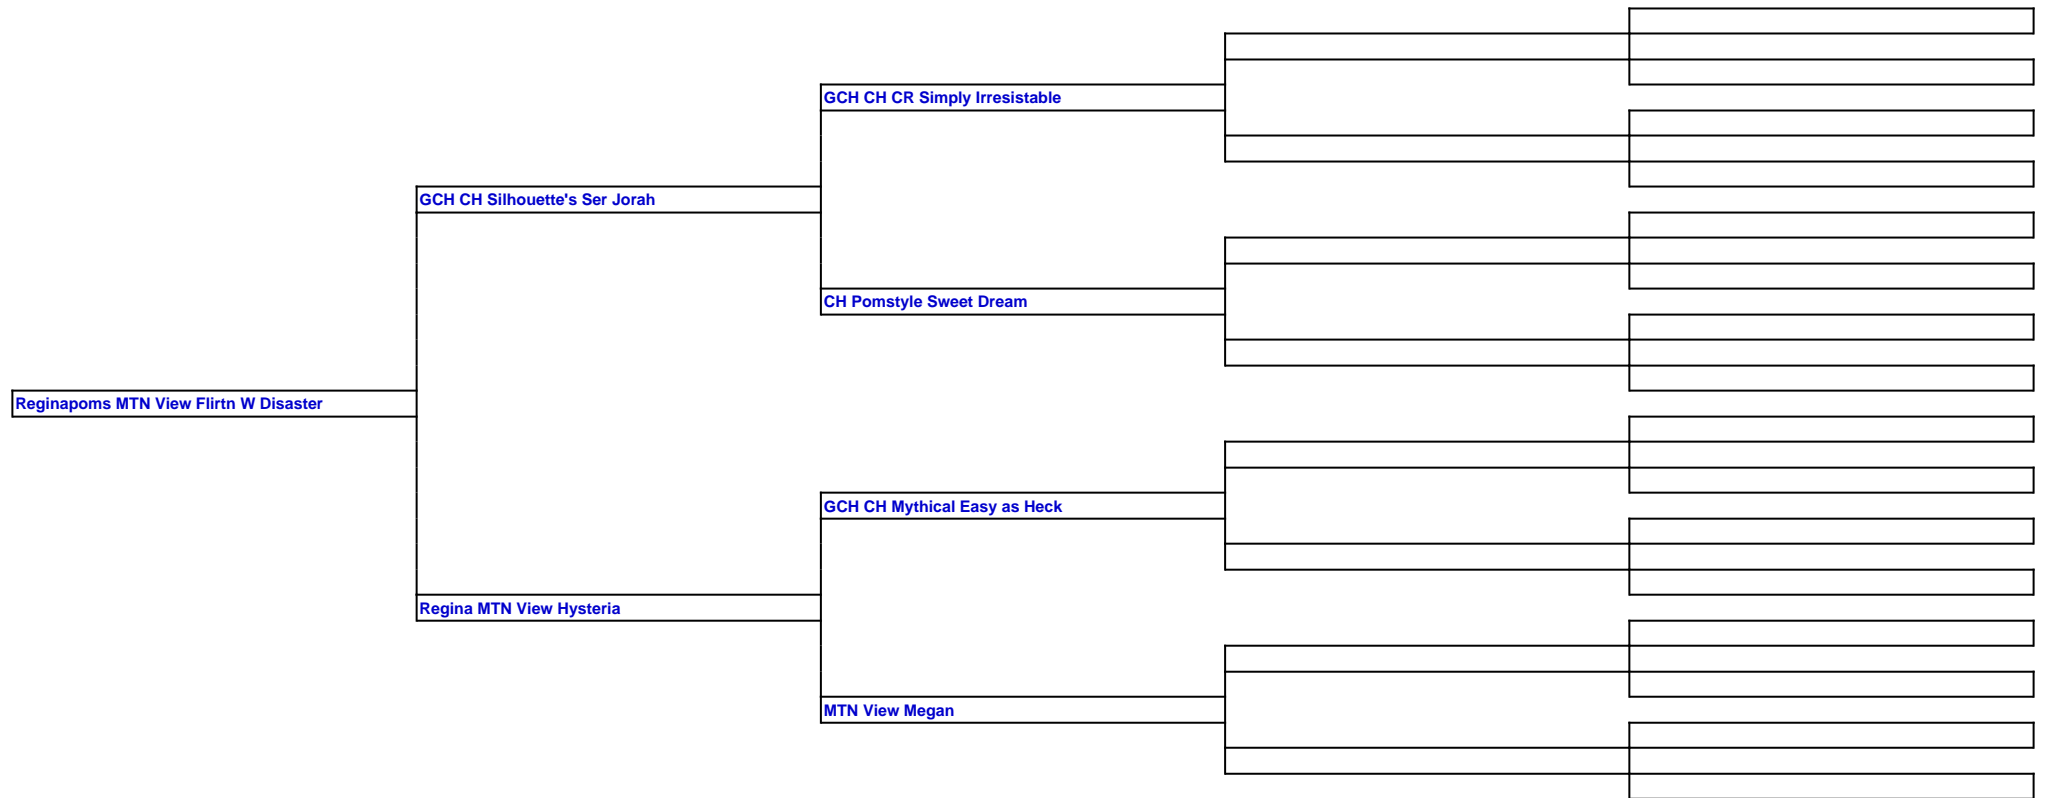 GCH CH CR Simply Irresistable
GCH CH Silhouette's Ser Jorah
CH Pomstyle Sweet Dream
Reginapoms MTN View Flirtn W Disaster
GCH CH Mythical Easy as Heck
Regina MTN View Hysteria
MTN View Megan